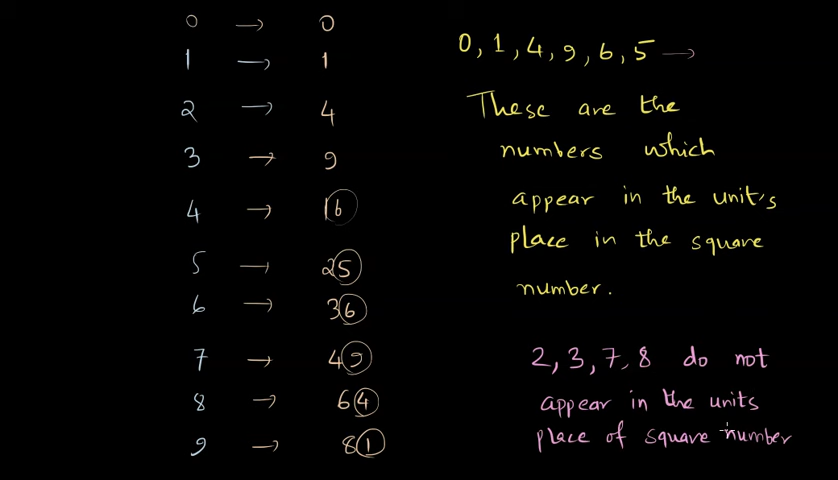 0 → 0
1 → 1
2 → 4
3 → 9
4 → 16
5 → 25
6 → 36
7 → 49
8 → 64
9 → 81
0, 1, 4, 9, 6, 5 →
These are the
numbers which
appear in the unit's
place in the square
number.
2, 3, 7, 8 do not
appear in the units
place of square number